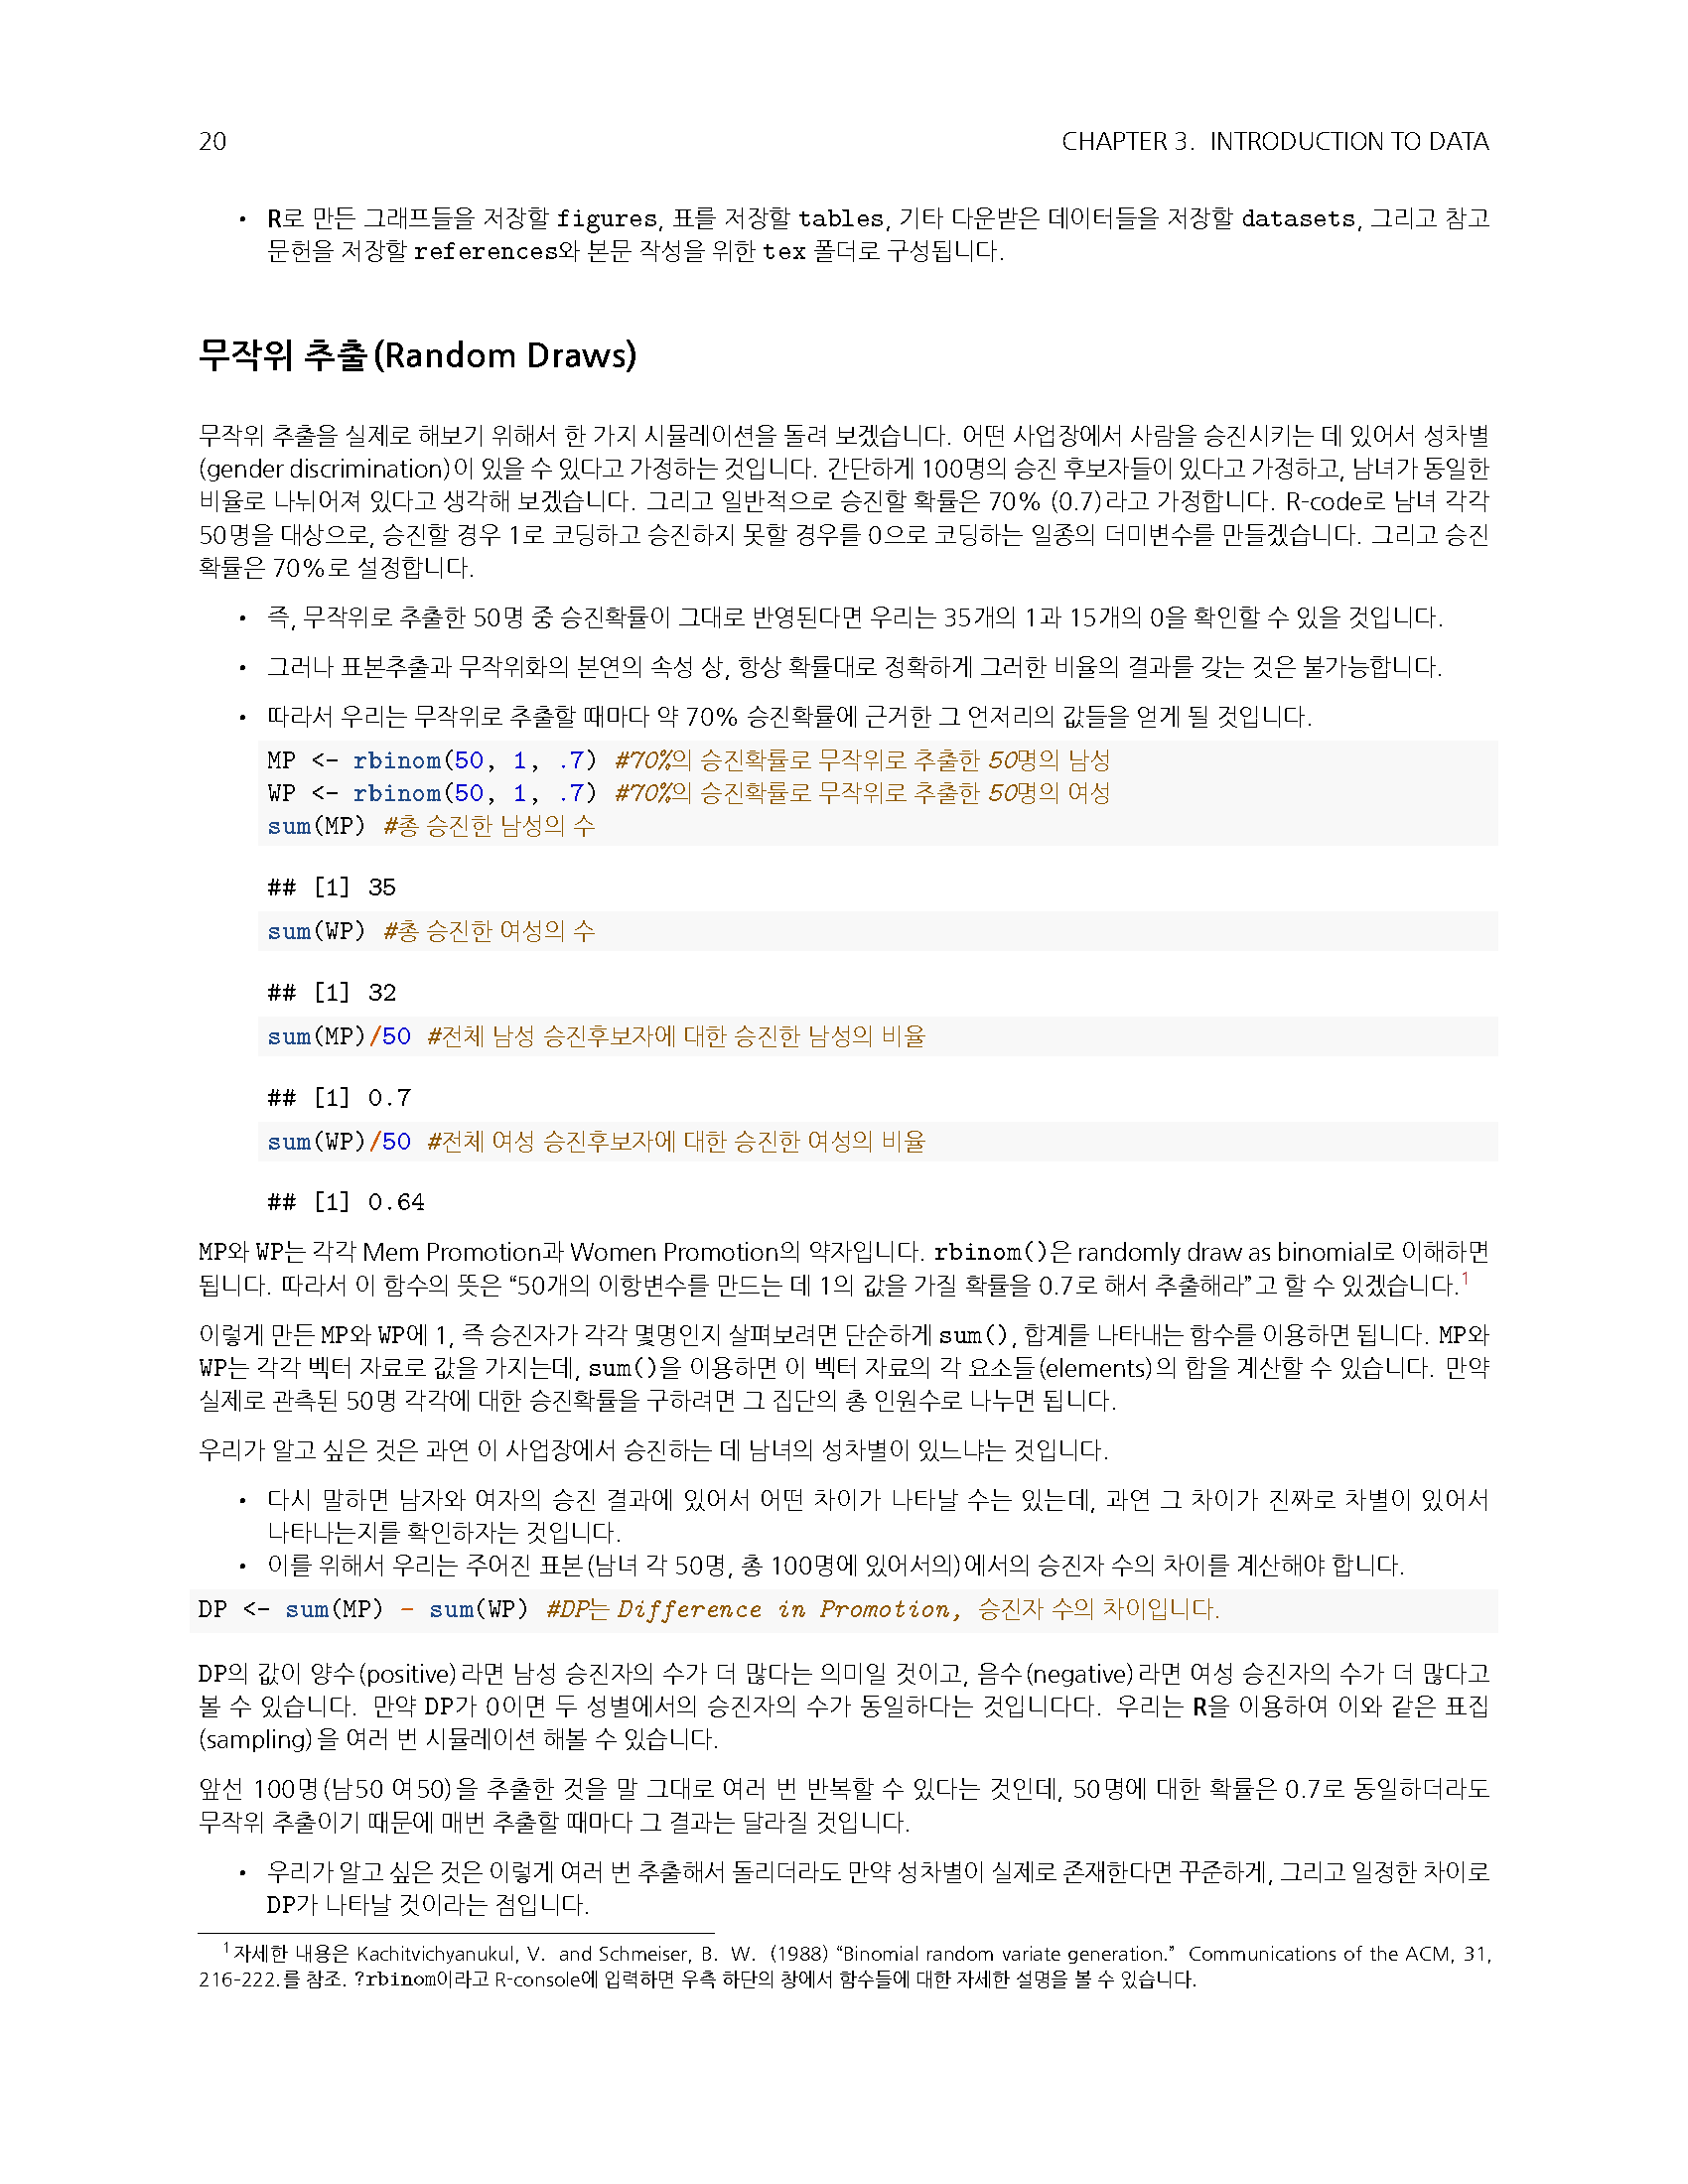 20 CHAPTER 3. INTRODUCTION TO DATA
• R로 만든 그래프들을 저장할 figures, 표를 저장할 tables, 기타 다운받은 데이터들을 저장할 datasets, 그리고 참고
문헌을 저장할 references와 본문 작성을 위한 tex 폴더로 구성됩니다.
무작위 추출(Random Draws)
무작위 추출을 실제로 해보기 위해서 한 가지 시뮬레이션을 돌려 보겠습니다. 어떤 사업장에서 사람을 승진시키는 데 있어서 성차별
(gender discrimination)이 있을 수 있다고 가정하는 것입니다. 간단하게 100명의 승진 후보자들이 있다고 가정하고, 남녀가 동일한
비율로 나뉘어져 있다고 생각해 보겠습니다. 그리고 일반적으로 승진할 확률은 70% (0.7)라고 가정합니다. R-code로 남녀 각각
50명을 대상으로, 승진할 경우 1로 코딩하고 승진하지 못할 경우를 0으로 코딩하는 일종의 더미변수를 만들겠습니다. 그리고 승진
확률은 70%로 설정합니다.
• 즉, 무작위로 추출한 50명 중 승진확률이 그대로 반영된다면 우리는 35개의 1과 15개의 0을 확인할 수 있을 것입니다.
• 그러나 표본추출과 무작위화의 본연의 속성 상, 항상 확률대로 정확하게 그러한 비율의 결과를 갖는 것은 불가능합니다.
• 따라서 우리는 무작위로 추출할 때마다 약 70% 승진확률에 근거한 그 언저리의 값들을 얻게 될 것입니다.
MP <- rbinom(50, 1, .7) #70%의 승진확률로 무작위로 추출한 50명의 남성
WP <- rbinom(50, 1, .7) #70%의 승진확률로 무작위로 추출한 50명의 여성
sum(MP) #총 승진한 남성의 수
## [1] 35
sum(WP) #총 승진한 여성의 수
## [1] 32
sum(MP)/50 #전체 남성 승진후보자에 대한 승진한 남성의 비율
## [1] 0.7
sum(WP)/50 #전체 여성 승진후보자에 대한 승진한 여성의 비율
## [1] 0.64
MP와 WP는 각각 Mem Promotion과 Women Promotion의 약자입니다. rbinom()은 randomly draw as binomial로 이해하면
됩니다. 따라서 이 함수의 뜻은 “50개의 이항변수를 만드는 데 1의 값을 가질 확률을 0.7로 해서 추출해라”고 할 수 있겠습니다.1
이렇게 만든 MP와 WP에 1, 즉 승진자가 각각 몇명인지 살펴보려면 단순하게 sum(), 합계를 나타내는 함수를 이용하면 됩니다. MP와
WP는 각각 벡터 자료로 값을 가지는데, sum()을 이용하면 이 벡터 자료의 각 요소들(elements)의 합을 계산할 수 있습니다. 만약
실제로 관측된 50명 각각에 대한 승진확률을 구하려면 그 집단의 총 인원수로 나누면 됩니다.
우리가 알고 싶은 것은 과연 이 사업장에서 승진하는 데 남녀의 성차별이 있느냐는 것입니다.
• 다시 말하면 남자와 여자의 승진 결과에 있어서 어떤 차이가 나타날 수는 있는데, 과연 그 차이가 진짜로 차별이 있어서
나타나는지를 확인하자는 것입니다.
• 이를 위해서 우리는 주어진 표본(남녀 각 50명, 총 100명에 있어서의)에서의 승진자 수의 차이를 계산해야 합니다.
DP <- sum(MP) - sum(WP) #DP는 Difference in Promotion, 승진자 수의 차이입니다.
DP의 값이 양수(positive)라면 남성 승진자의 수가 더 많다는 의미일 것이고, 음수(negative)라면 여성 승진자의 수가 더 많다고
볼 수 있습니다. 만약 DP가 0이면 두 성별에서의 승진자의 수가 동일하다는 것입니다다. 우리는 R을 이용하여 이와 같은 표집
(sampling)을 여러 번 시뮬레이션 해볼 수 있습니다.
앞선 100명(남50 여50)을 추출한 것을 말 그대로 여러 번 반복할 수 있다는 것인데, 50명에 대한 확률은 0.7로 동일하더라도
무작위 추출이기 때문에 매번 추출할 때마다 그 결과는 달라질 것입니다.
• 우리가 알고 싶은 것은 이렇게 여러 번 추출해서 돌리더라도 만약 성차별이 실제로 존재한다면 꾸준하게, 그리고 일정한 차이로
DP가 나타날 것이라는 점입니다.
1자세한 내용은 Kachitvichyanukul, V. and Schmeiser, B. W. (1988) “Binomial random variate generation.” Communications of the ACM, 31,
216-222.를 참조. ?rbinom이라고 R-console에 입력하면 우측 하단의 창에서 함수들에 대한 자세한 설명을 볼 수 있습니다.